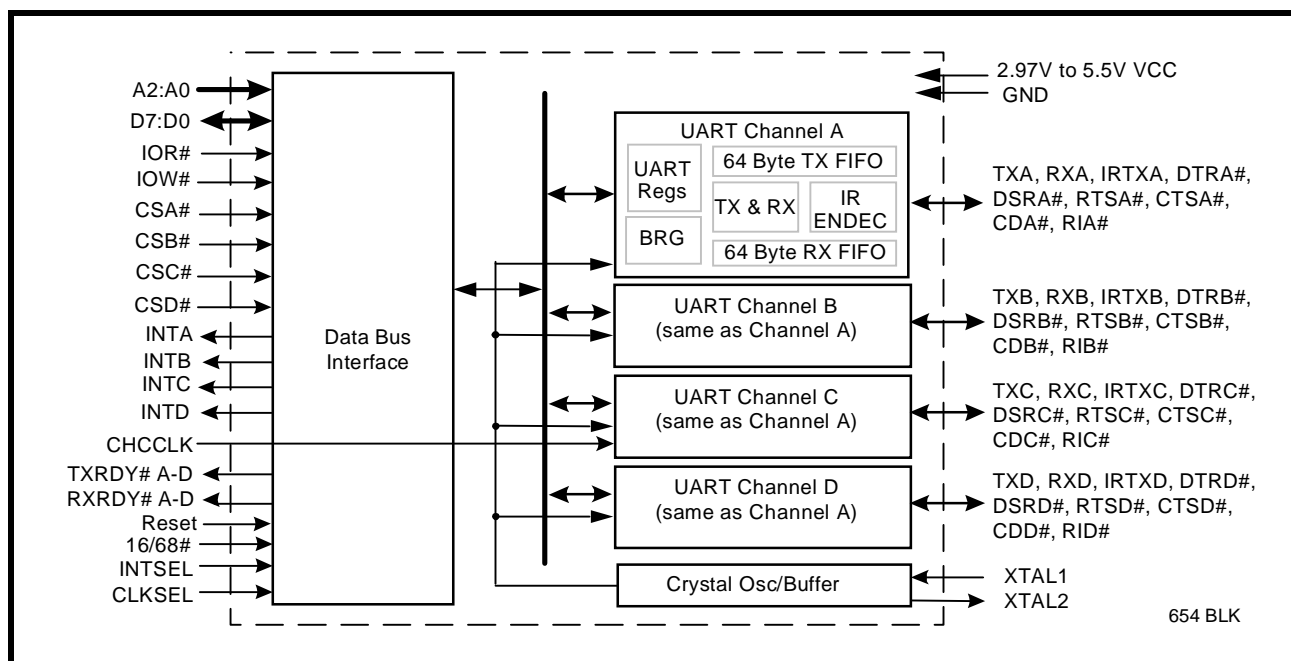 A2:A0
D7:D0
IOR#
IOW#
CSA#
CSB#
CSC#
CSD#
INTA
INTB
INTC
INTD
CHCCLK
TXRDY# A-D
RXRDY# A-D
Reset
16/68#
INTSEL
CLKSEL
Data Bus
Interface
UART Channel A
UART
Regs
BRG
64 Byte TX FIFO
TX & RX
IR
ENDEC
64 Byte RX FIFO
UART Channel B
(same as Channel A)
UART Channel C
(same as Channel A)
UART Channel D
(same as Channel A)
Crystal Osc/Buffer
2.97V to 5.5V VCC
GND
TXA, RXA, IRTXA, DTRA#,
DSRA#, RTSA#, CTSA#,
CDA#, RIA#
TXB, RXB, IRTXB, DTRB#,
DSRB#, RTSB#, CTSB#,
CDB#, RIB#
TXC, RXC, IRTXC, DTRC#,
DSRC#, RTSC#, CTSC#,
CDC#, RIC#
TXD, RXD, IRTXD, DTRD#,
DSRD#, RTSD#, CTSD#,
CDD#, RID#
XTAL1
XTAL2
654 BLK